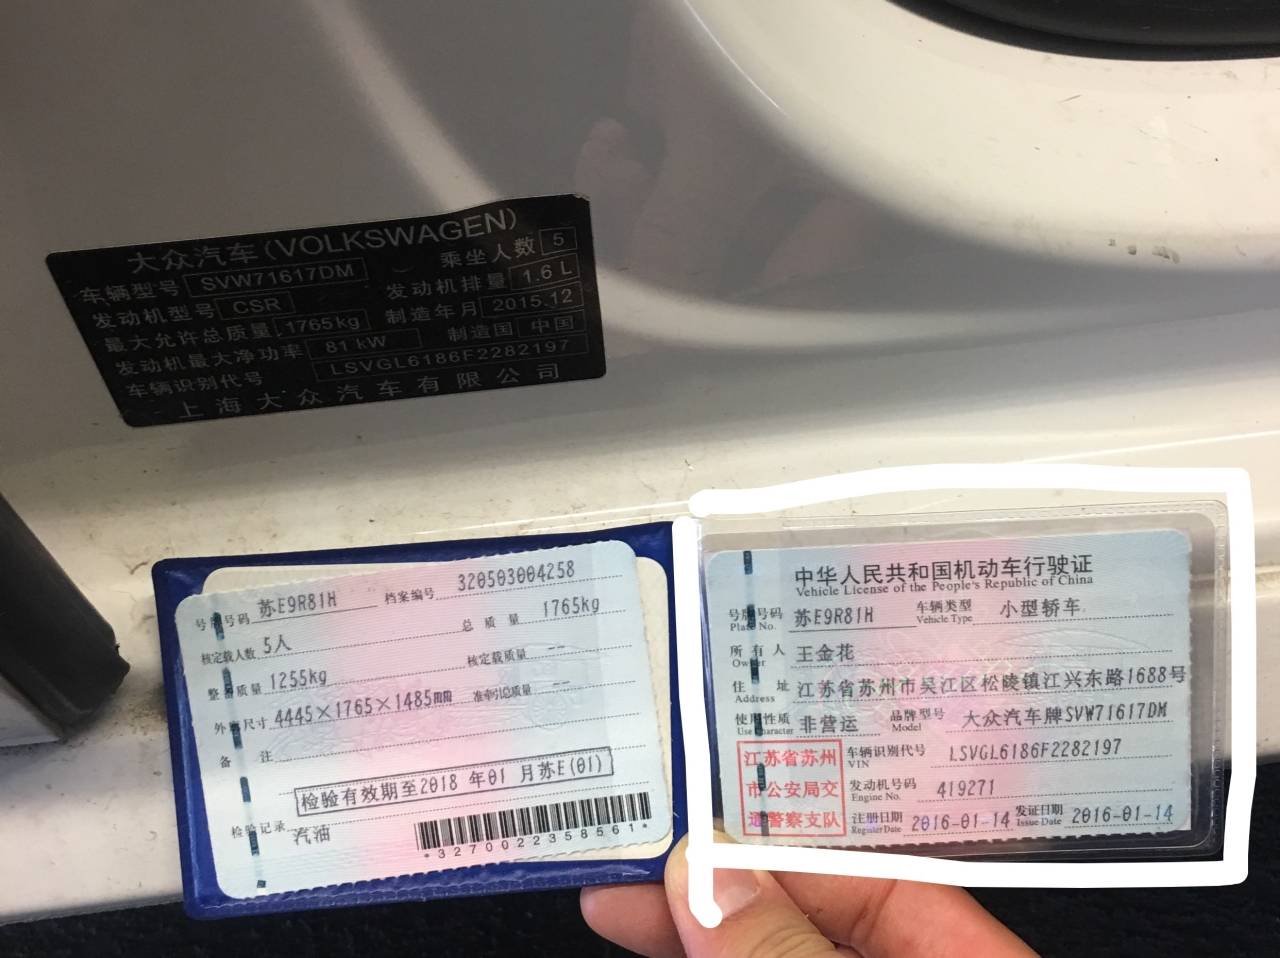 大众汽车(VOLKSWAGEN)
车辆型号 SVW71617DM 乘坐人数 5
发动机型号 CSR 发动机排量 1.6 L
最大允许总质量 1765kg 制造年月 2015.12
发动机最大净功率 81 kW 制造国 中国
车辆识别代号 LSVGL6186F2282197
上海大众汽车有限公司
号牌号码 苏E9R81H 档案编号 320503004258
核定载人数 5人 总质量 1765kg
整备质量 1255kg 核定载质量 --
外廓尺寸 4445×1765×1485mm 准牵引总质量 --
备注
检验有效期至2018年01月苏E(01)
检验记录
汽油
*3270022358561*
中华人民共和国机动车行驶证
Vehicle License of the People's Republic of China
号牌号码 苏E9R81H 车辆类型 小型轿车
Plate No. Vehicle Type
所有人 王金花
Owner
住址 江苏省苏州市吴江区松陵镇江兴东路1688号
Address
使用性质 非营运 品牌型号 大众汽车牌SVW71617DM
Use Character Model
江苏省苏州
市公安局交
通警察支队
车辆识别代号 LSVGL6186F2282197
VIN
发动机号码 419271
Engine No.
注册日期 2016-01-14 发证日期 2016-01-14
Register Date Issue Date